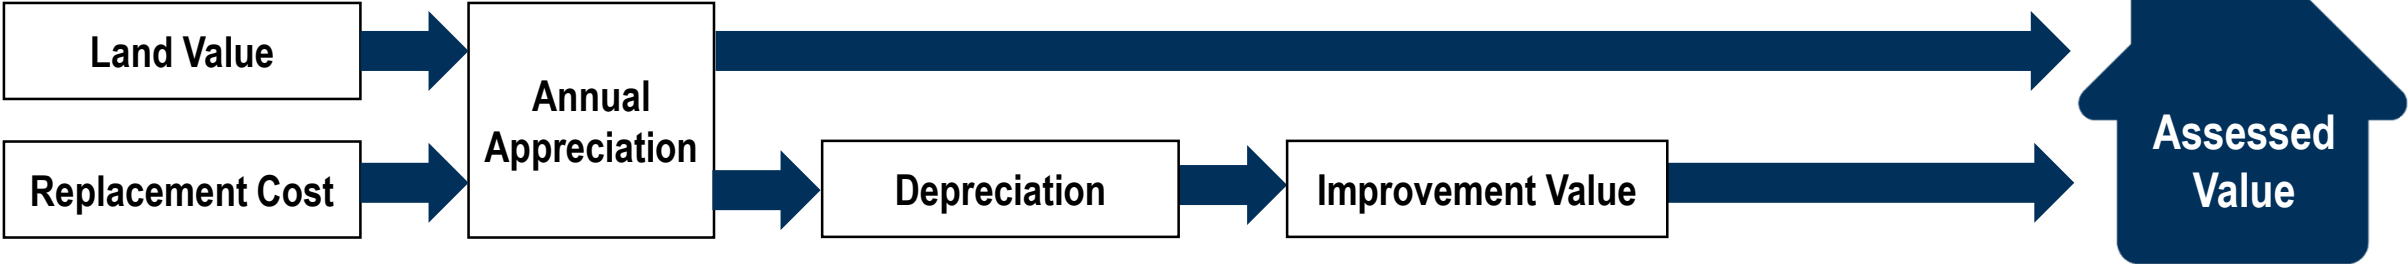 Land Value
Replacement Cost
Annual
Appreciation
Depreciation
Improvement Value
Assessed
Value